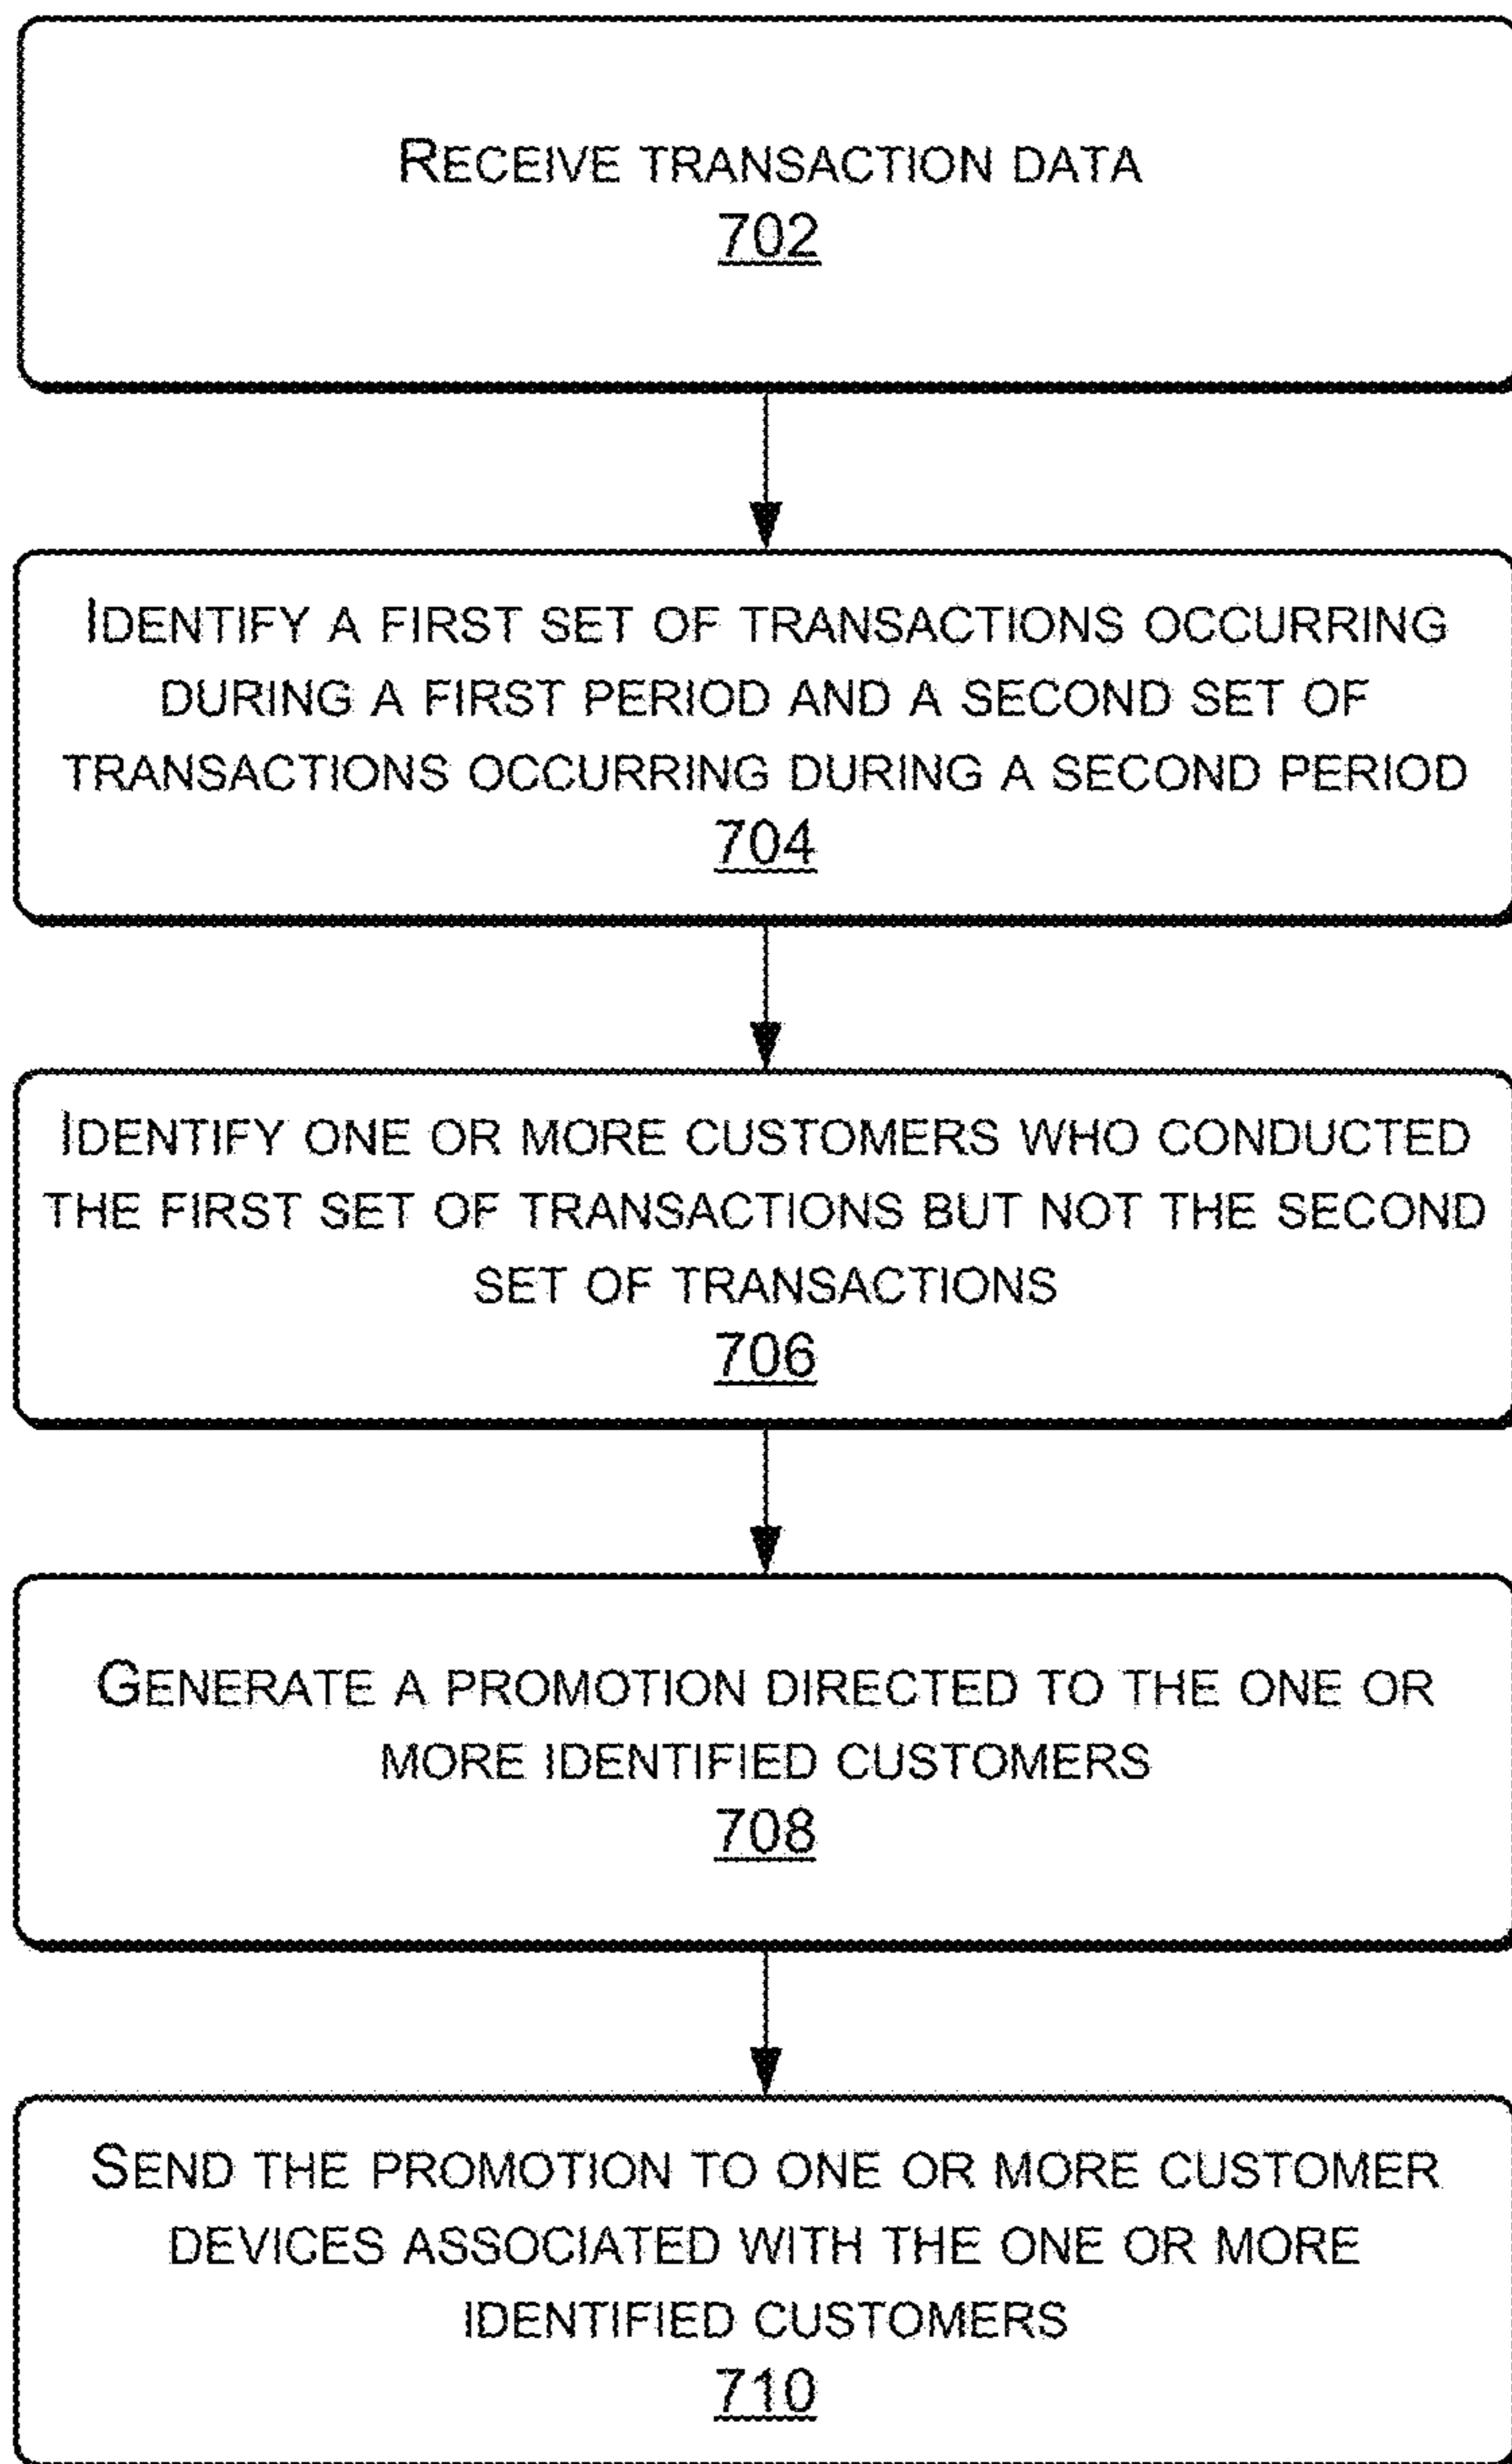 RECEIVE TRANSACTION DATA
702
IDENTIFY A FIRST SET OF TRANSACTIONS OCCURRING
DURING A FIRST PERIOD AND A SECOND SET OF
TRANSACTIONS OCCURRING DURING A SECOND PERIOD
704
IDENTIFY ONE OR MORE CUSTOMERS WHO CONDUCTED
THE FIRST SET OF TRANSACTIONS BUT NOT THE SECOND
SET OF TRANSACTIONS
706
GENERATE A PROMOTION DIRECTED TO THE ONE OR
MORE IDENTIFIED CUSTOMERS
708
SEND THE PROMOTION TO ONE OR MORE CUSTOMER
DEVICES ASSOCIATED WITH THE ONE OR MORE
IDENTIFIED CUSTOMERS
710